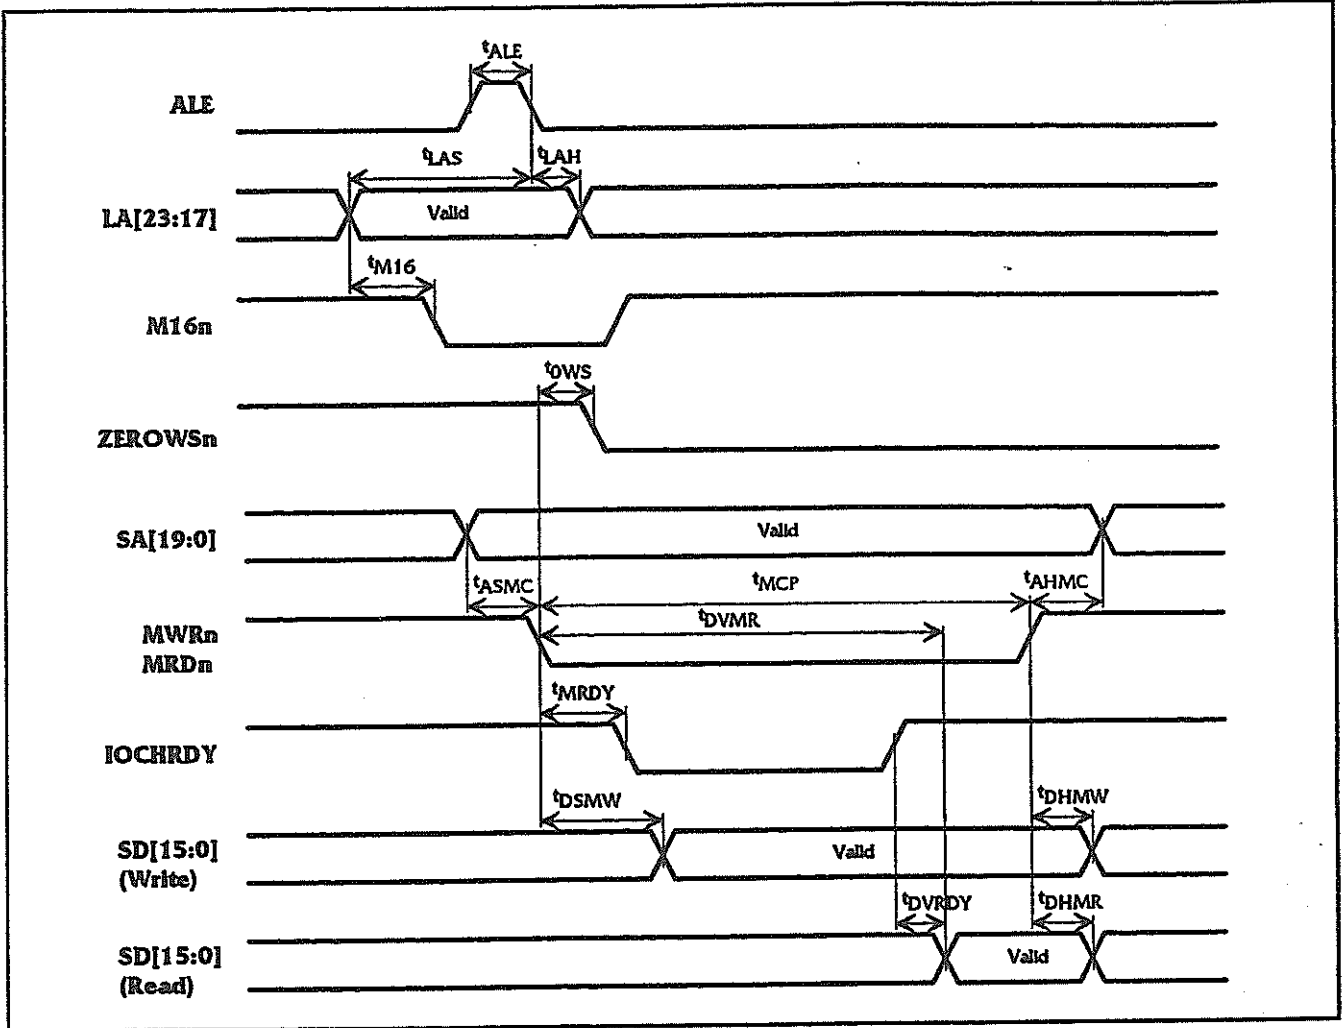 tALE
ALE
tLAS tLAH
LA[23:17] Valid
tM16
M16n
tOWS
ZEROWSn
SA[19:0] Valid
tASMC tMCP tAHMC
MWRn tDVMR
MRDn
tMRDY
IOCHRDY
tDSMW tDHMW
SD[15:0] Valid
(Write)
tDVRDY tDHMR
SD[15:0] Valid
(Read)